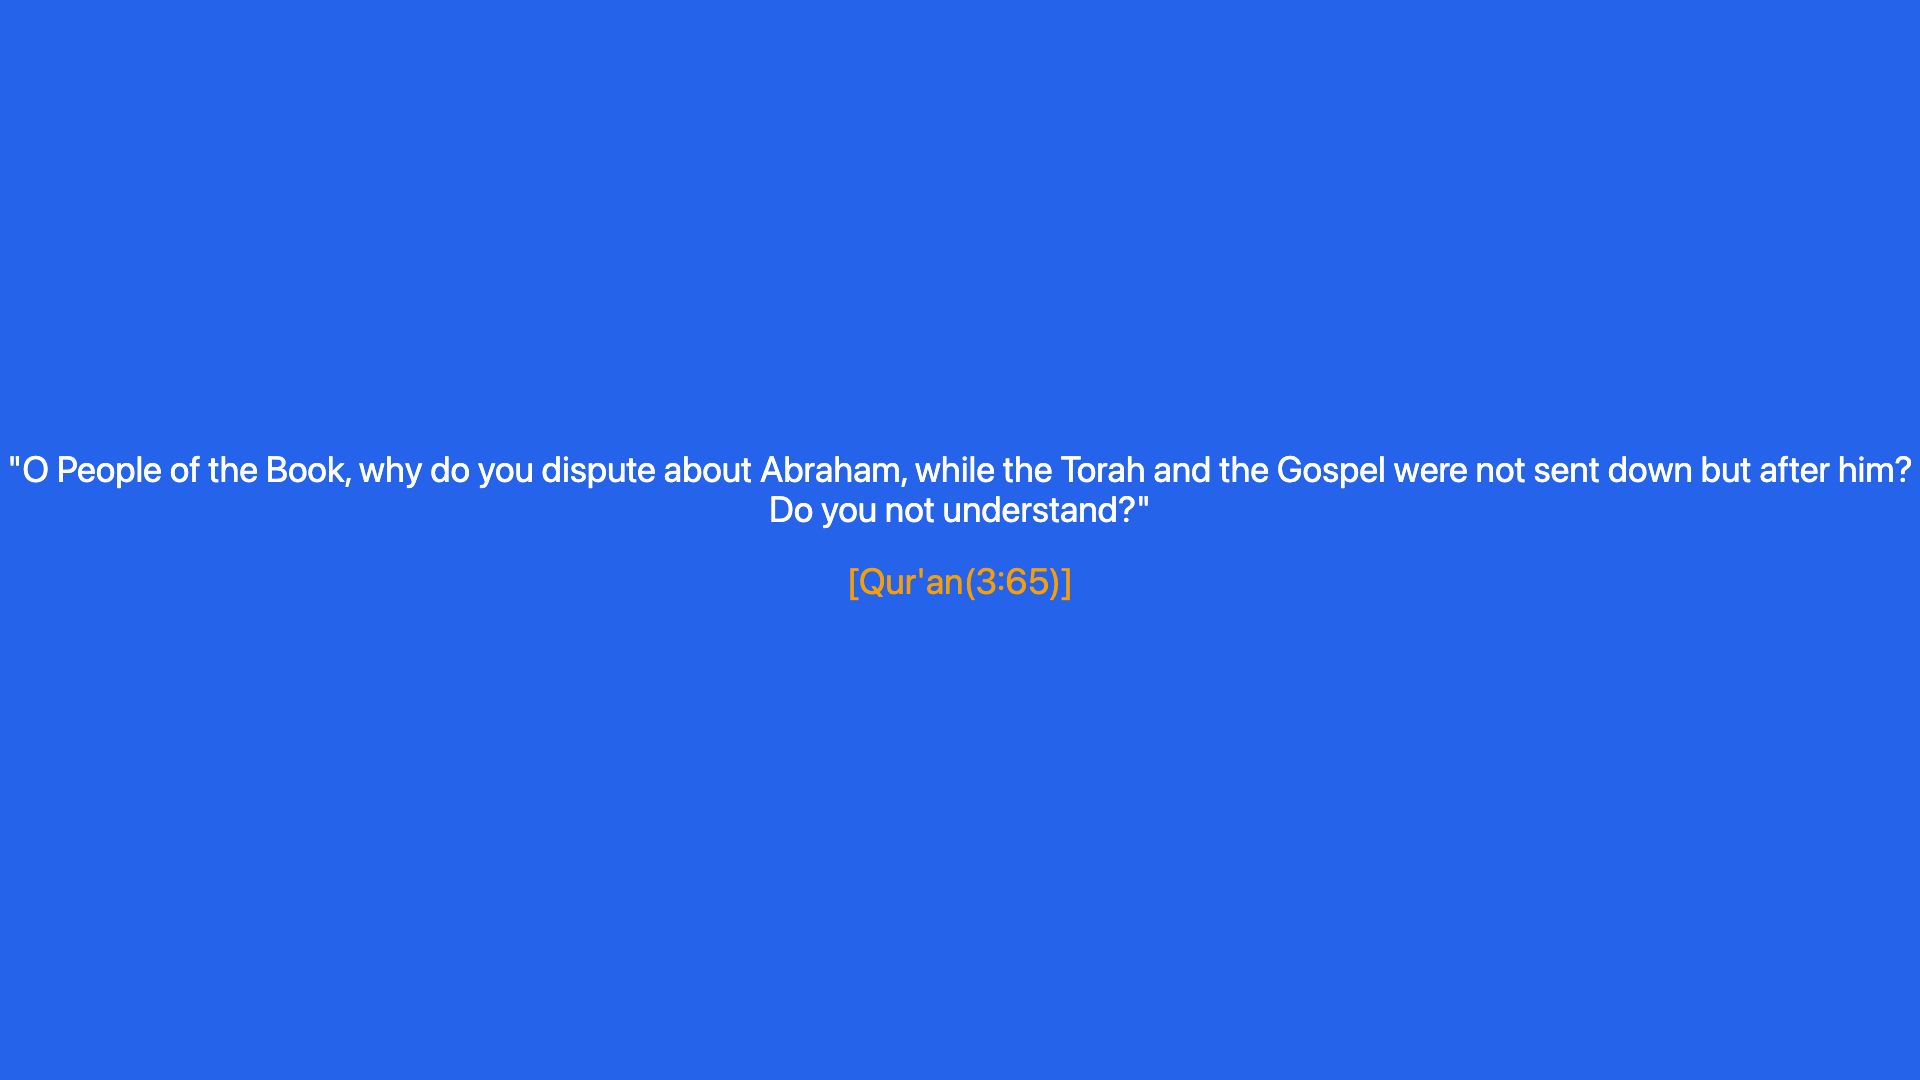 "O People of the Book, why do you dispute about Abraham, while the Torah and the Gospel were not sent down but after him?
Do you not understand?"
[Qur'an(3:65)]